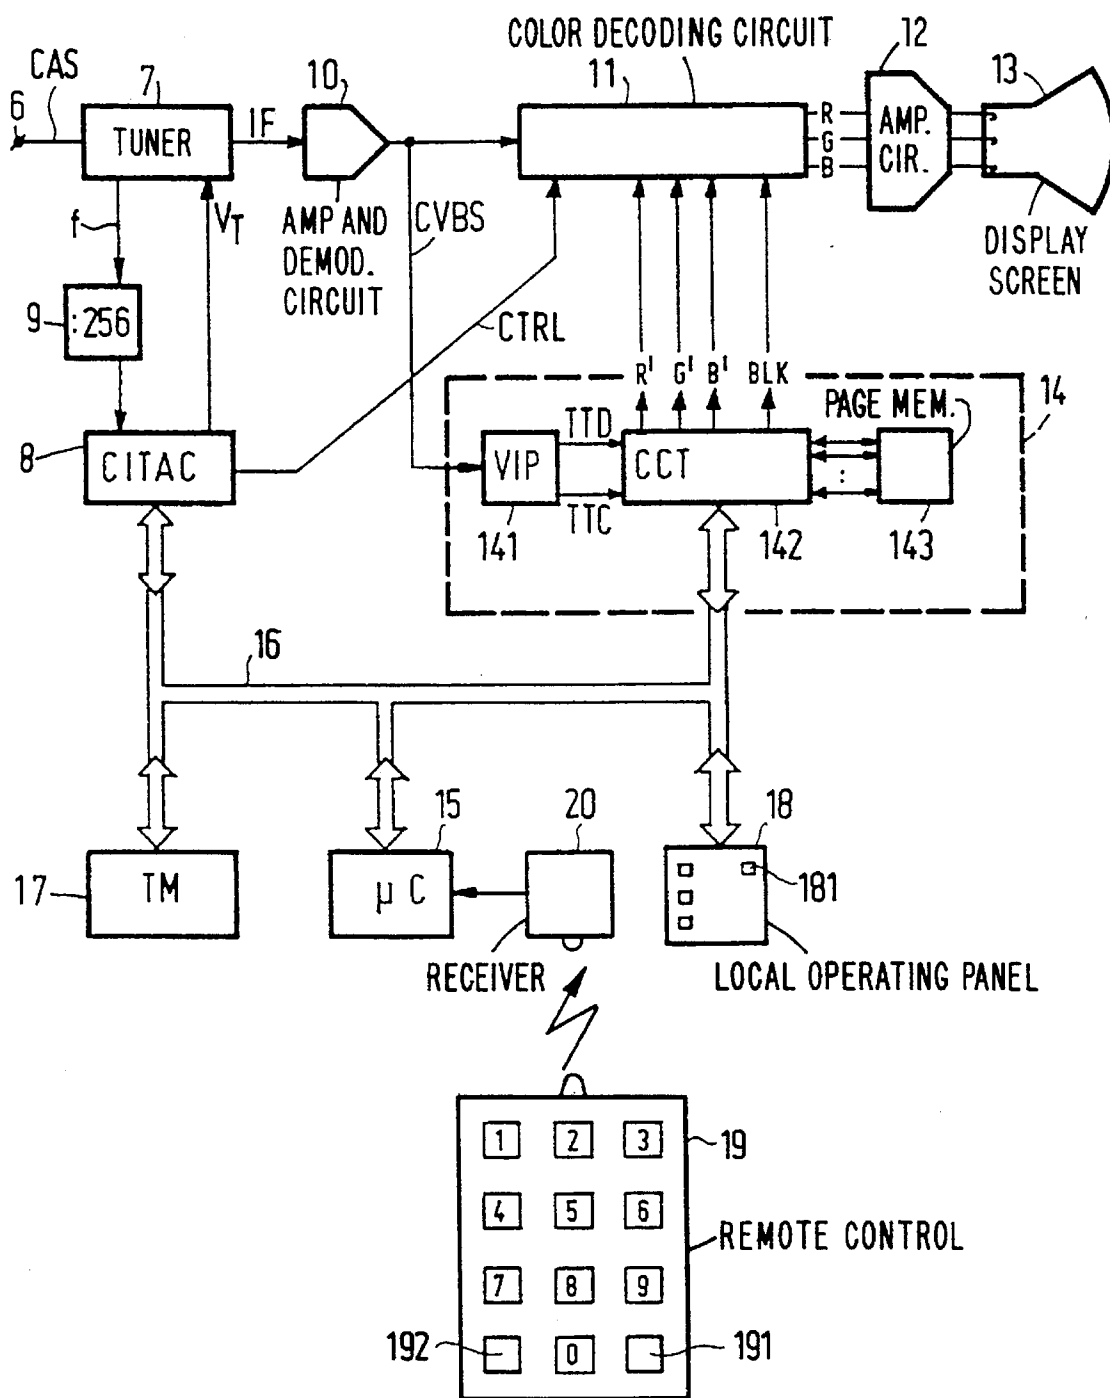 COLOR DECODING CIRCUIT
12
CAS
7
10
11
13
6
TUNER
IF
R
G
B
AMP.
CIR.
f
VT
AMP AND
DEMOD.
CIRCUIT
CVBS
DISPLAY
SCREEN
9
:256
CTRL
R' G' B' BLK
14
PAGE MEM.
8
CITAC
VIP
TTD
TTC
CCT
:
141
142
143
16
15
20
18
17
TM
µC
181
RECEIVER
LOCAL OPERATING PANEL
1 2 3
19
4 5 6
REMOTE CONTROL
7 8 9
192
0
191